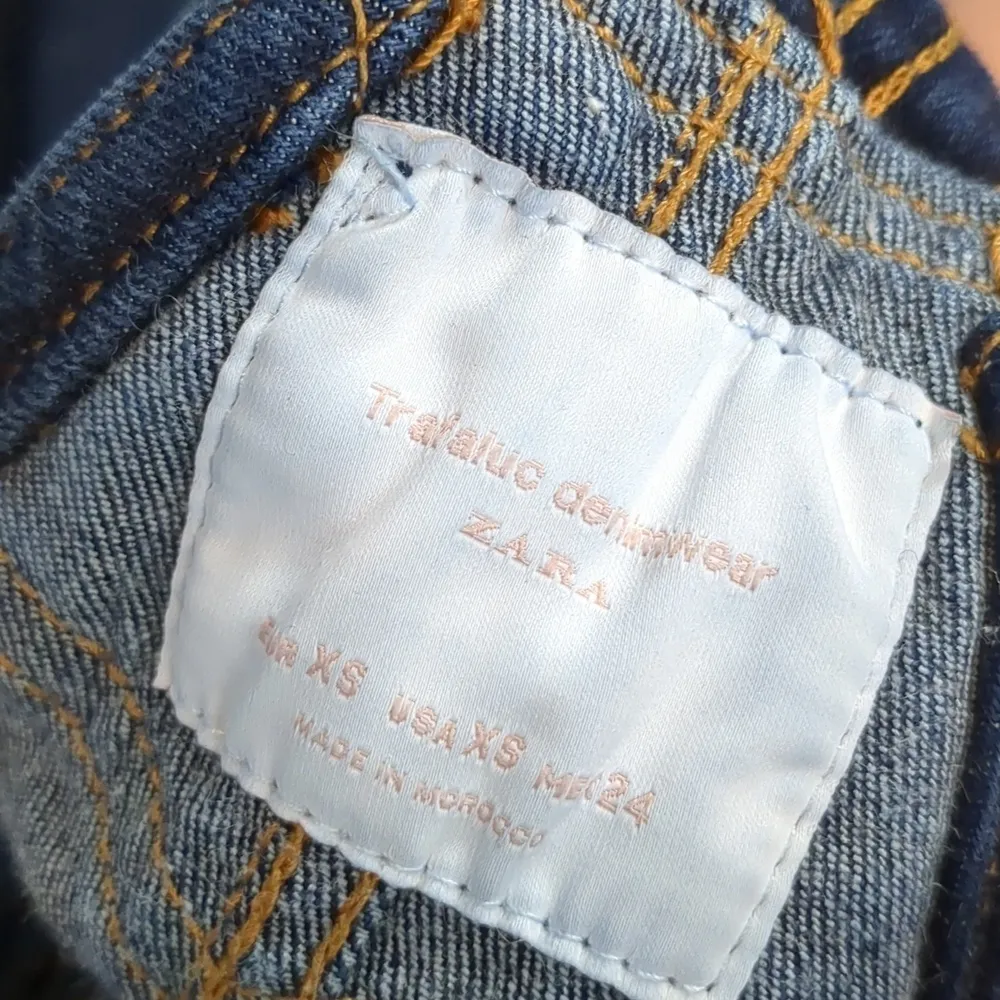 Trafaluc denimwear
ZARA
EUR XS USA XS MEX 24
MADE IN MOROCCO